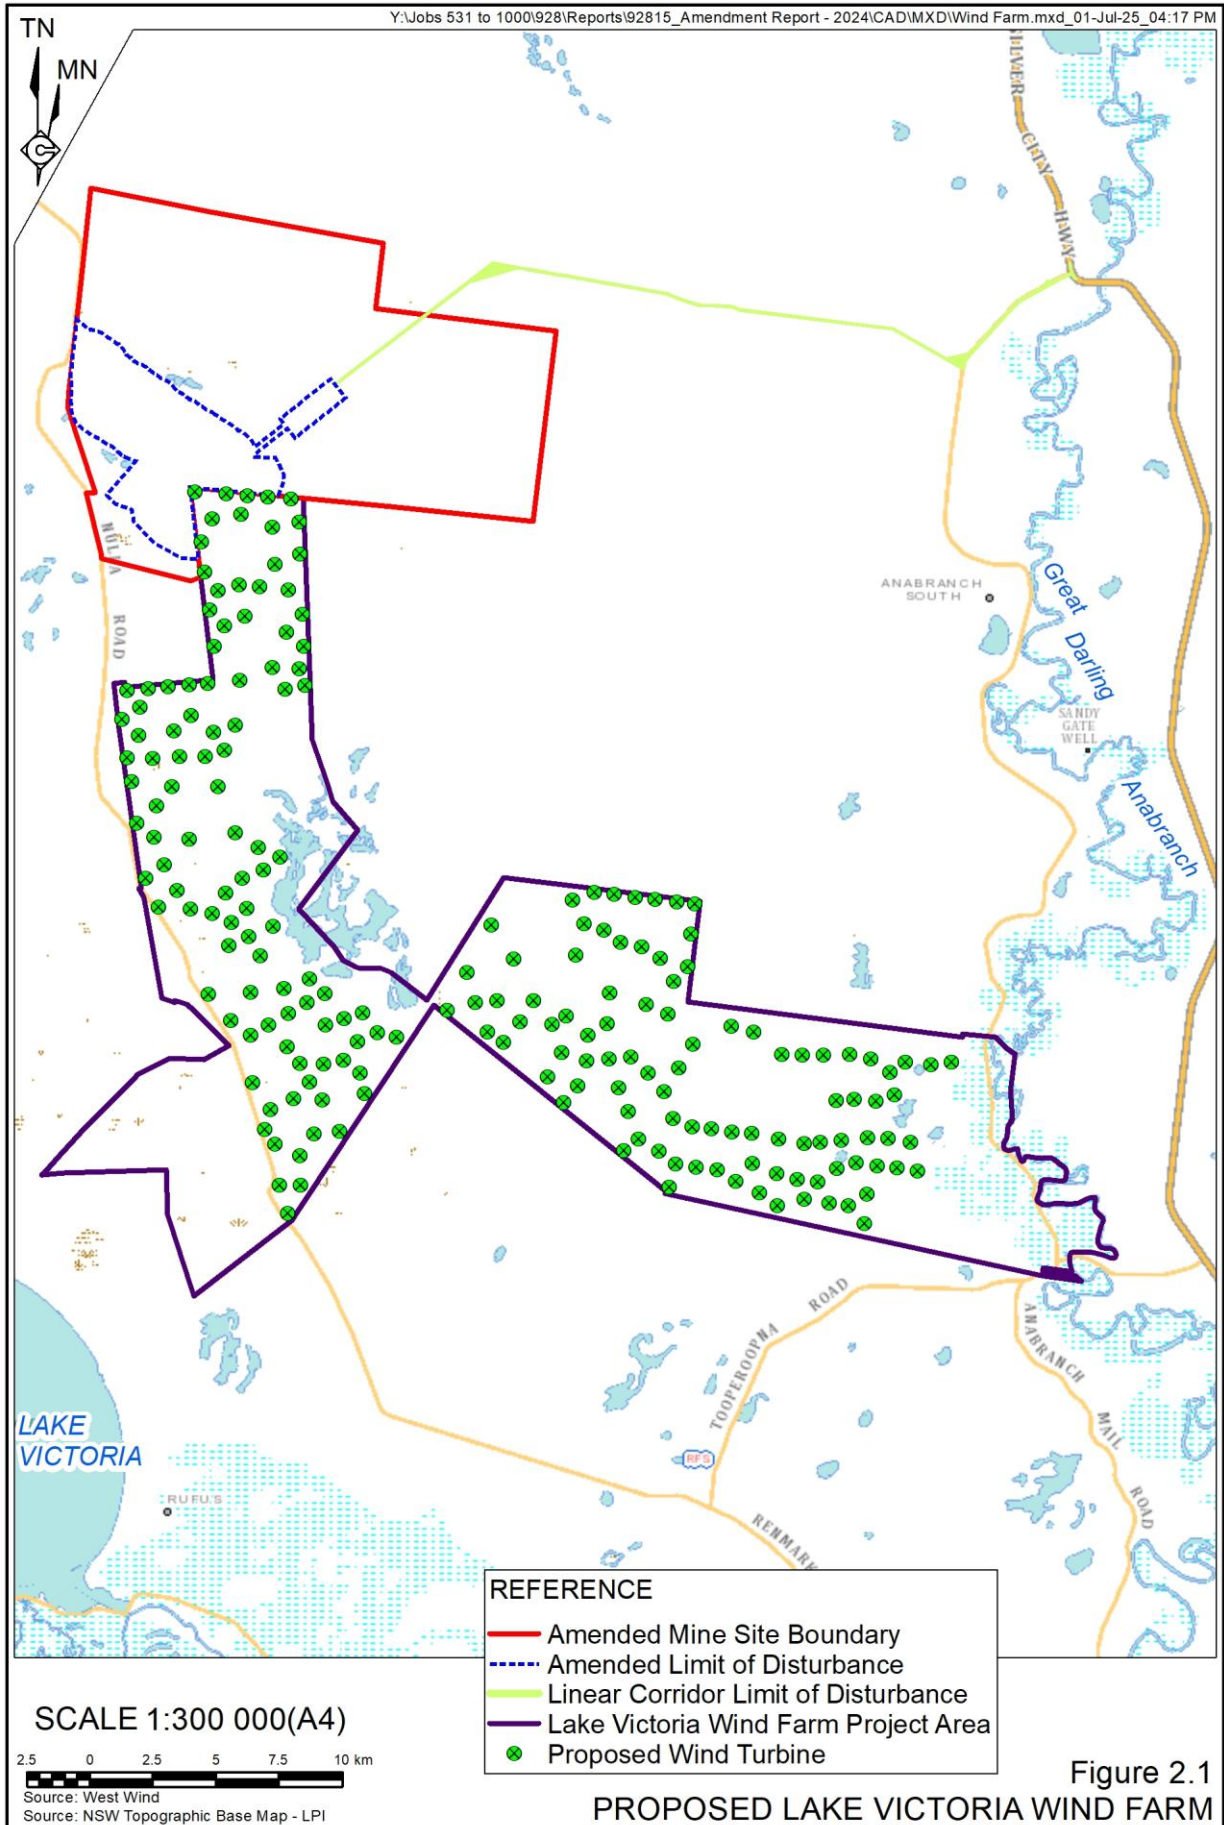 Y:\Jobs 531 to 1000\928\Reports\92815_Amendment Report - 2024\CAD\MXD\Wind Farm.mxd_01-Jul-25_04:17 PM
TN
MN
SILVER CITY HWY
NULLA ROAD
ANABRANCH
SOUTH
Great Darling Anabranch
SANDY
GATE
WELL
TOOPEROOPNA ROAD
ANABRANCH MAIL ROAD
LAKE
VICTORIA
RFS
RUFUS
RENMARK
REFERENCE
Amended Mine Site Boundary
Amended Limit of Disturbance
Linear Corridor Limit of Disturbance
Lake Victoria Wind Farm Project Area
Proposed Wind Turbine
SCALE 1:300 000(A4)
2.5 0 2.5 5 7.5 10 km
Source: West Wind
Source: NSW Topographic Base Map - LPI
Figure 2.1
PROPOSED LAKE VICTORIA WIND FARM